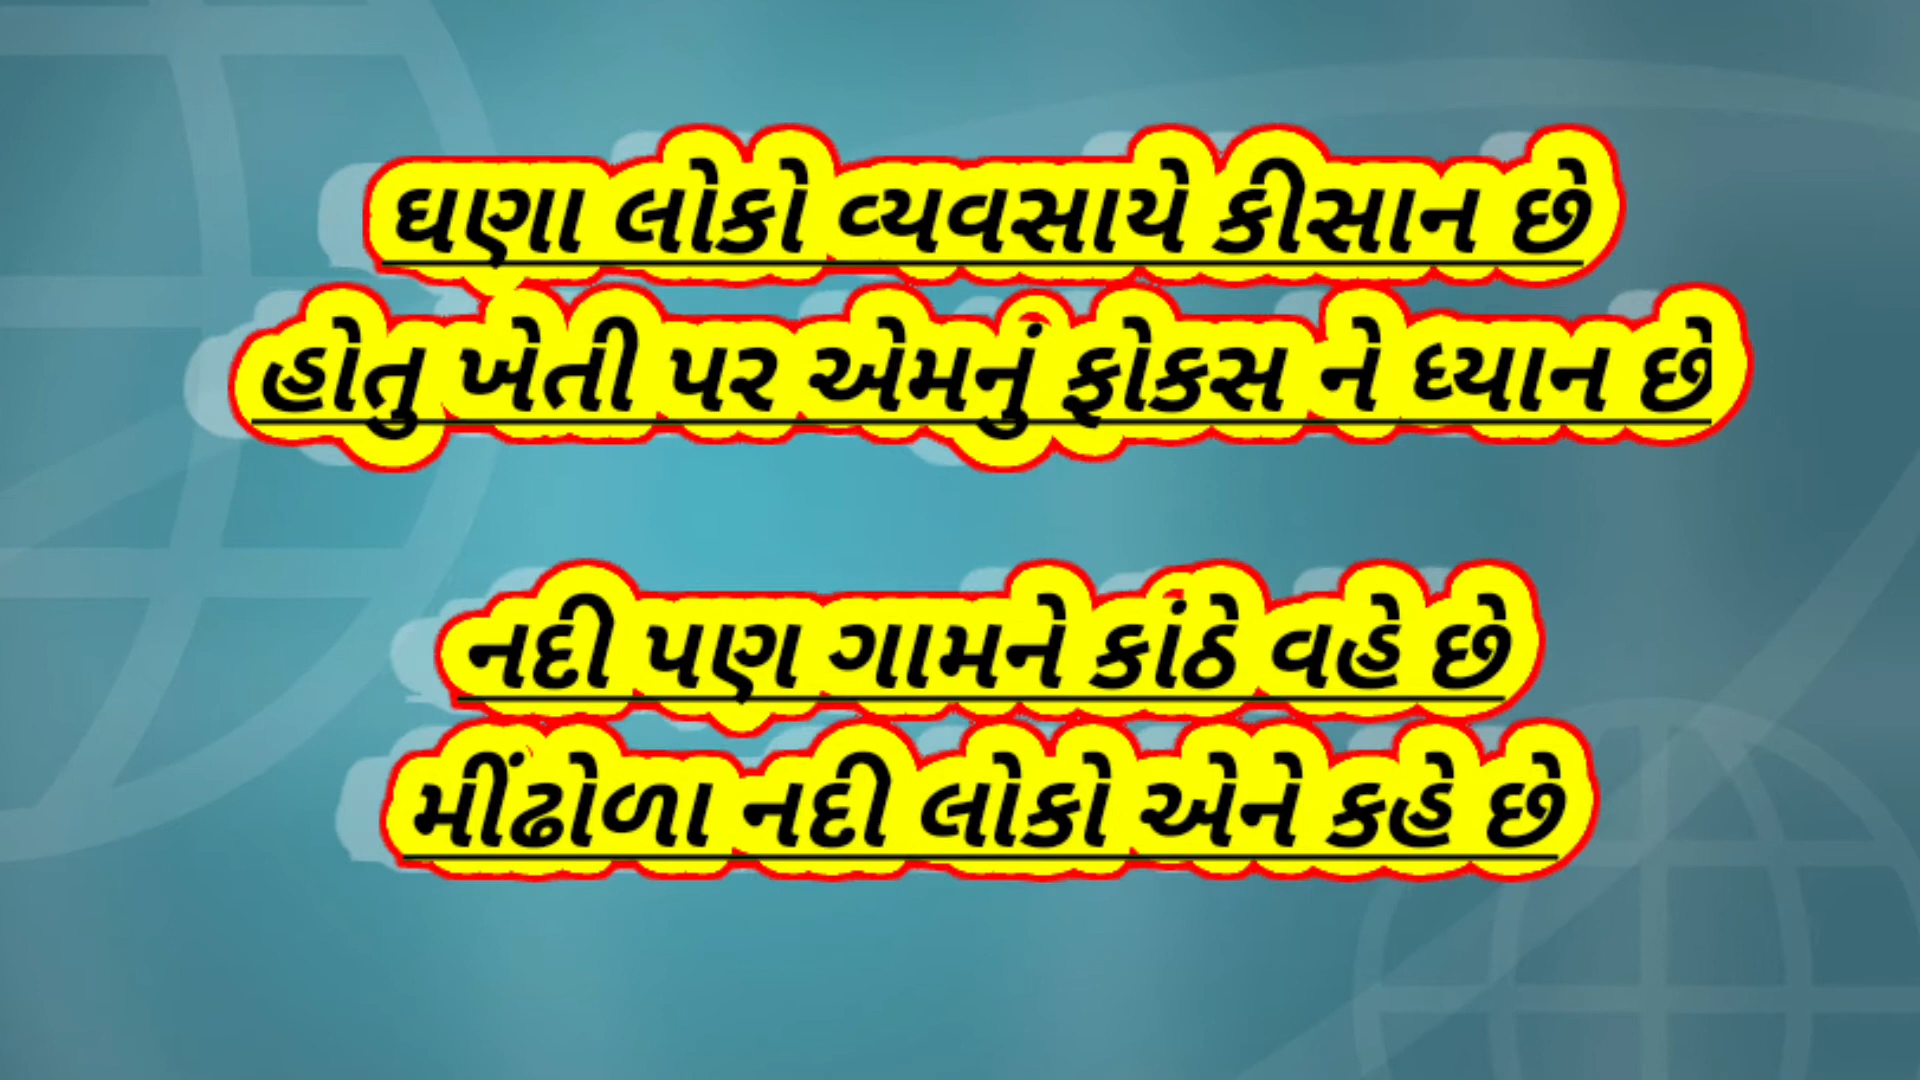 ઘણા લોકો વ્યવસાયે કીસાન છે
હોતુ ખેતી પર એમનું ફોકસ ને ધ્યાન છે
નદી પણ ગામને કાંઠે વહે છે
મીંઢોળા નદી લોકો એને કહે છે